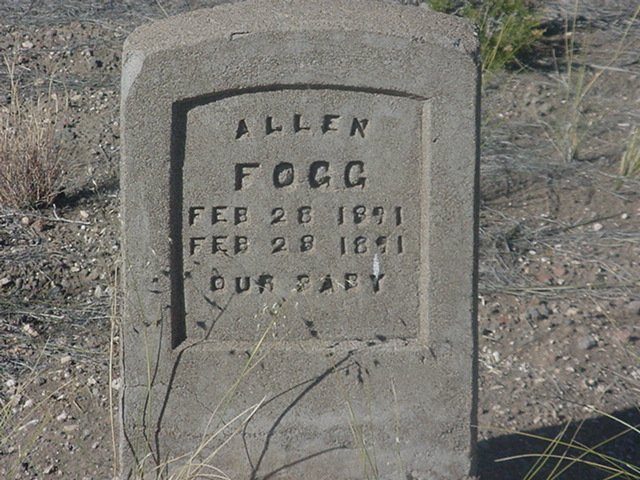 ALLEN
FOGG
FEB 28 1891
FEB 28 1891
OUR BABY